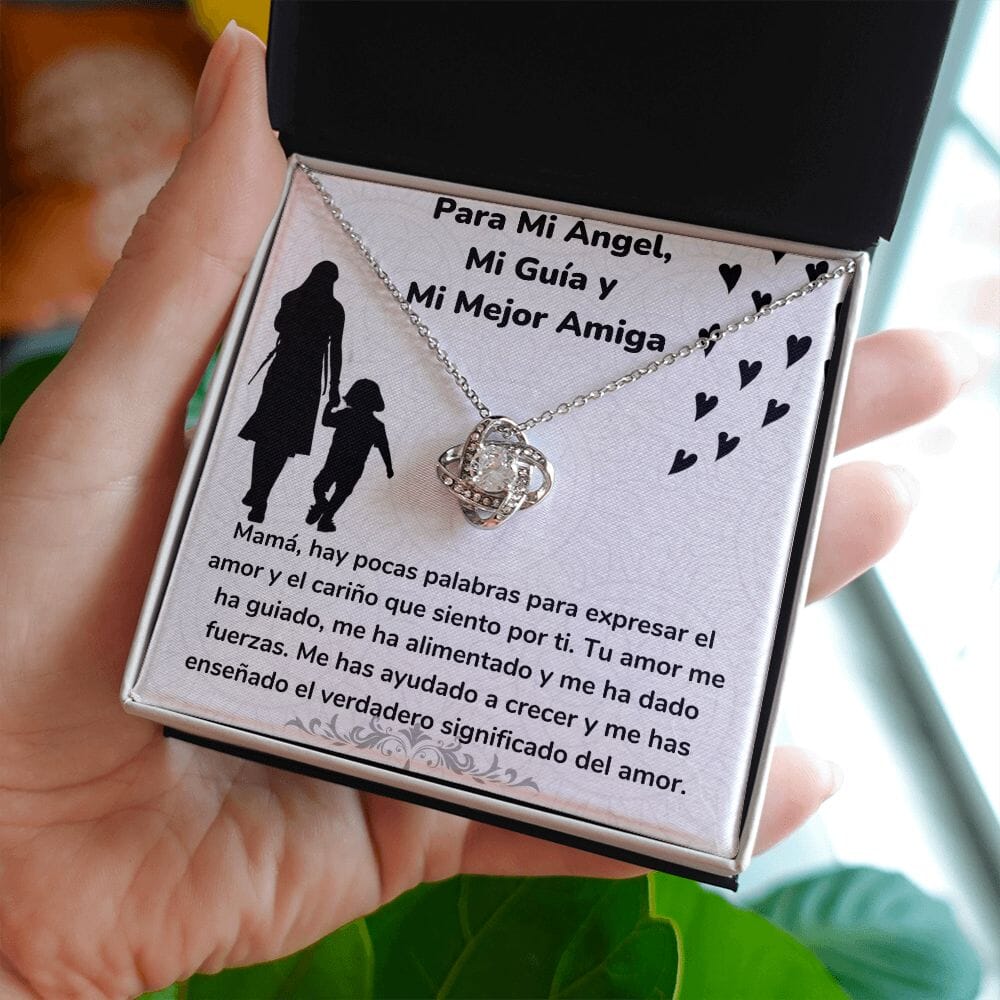 Para Mi Ángel,
Mi Guía y
Mi Mejor Amiga
Mamá, hay pocas palabras para expresar el
amor y el cariño que siento por ti. Tu amor me
ha guiado, me ha alimentado y me ha dado
fuerzas. Me has ayudado a crecer y me has
enseñado el verdadero significado del amor.